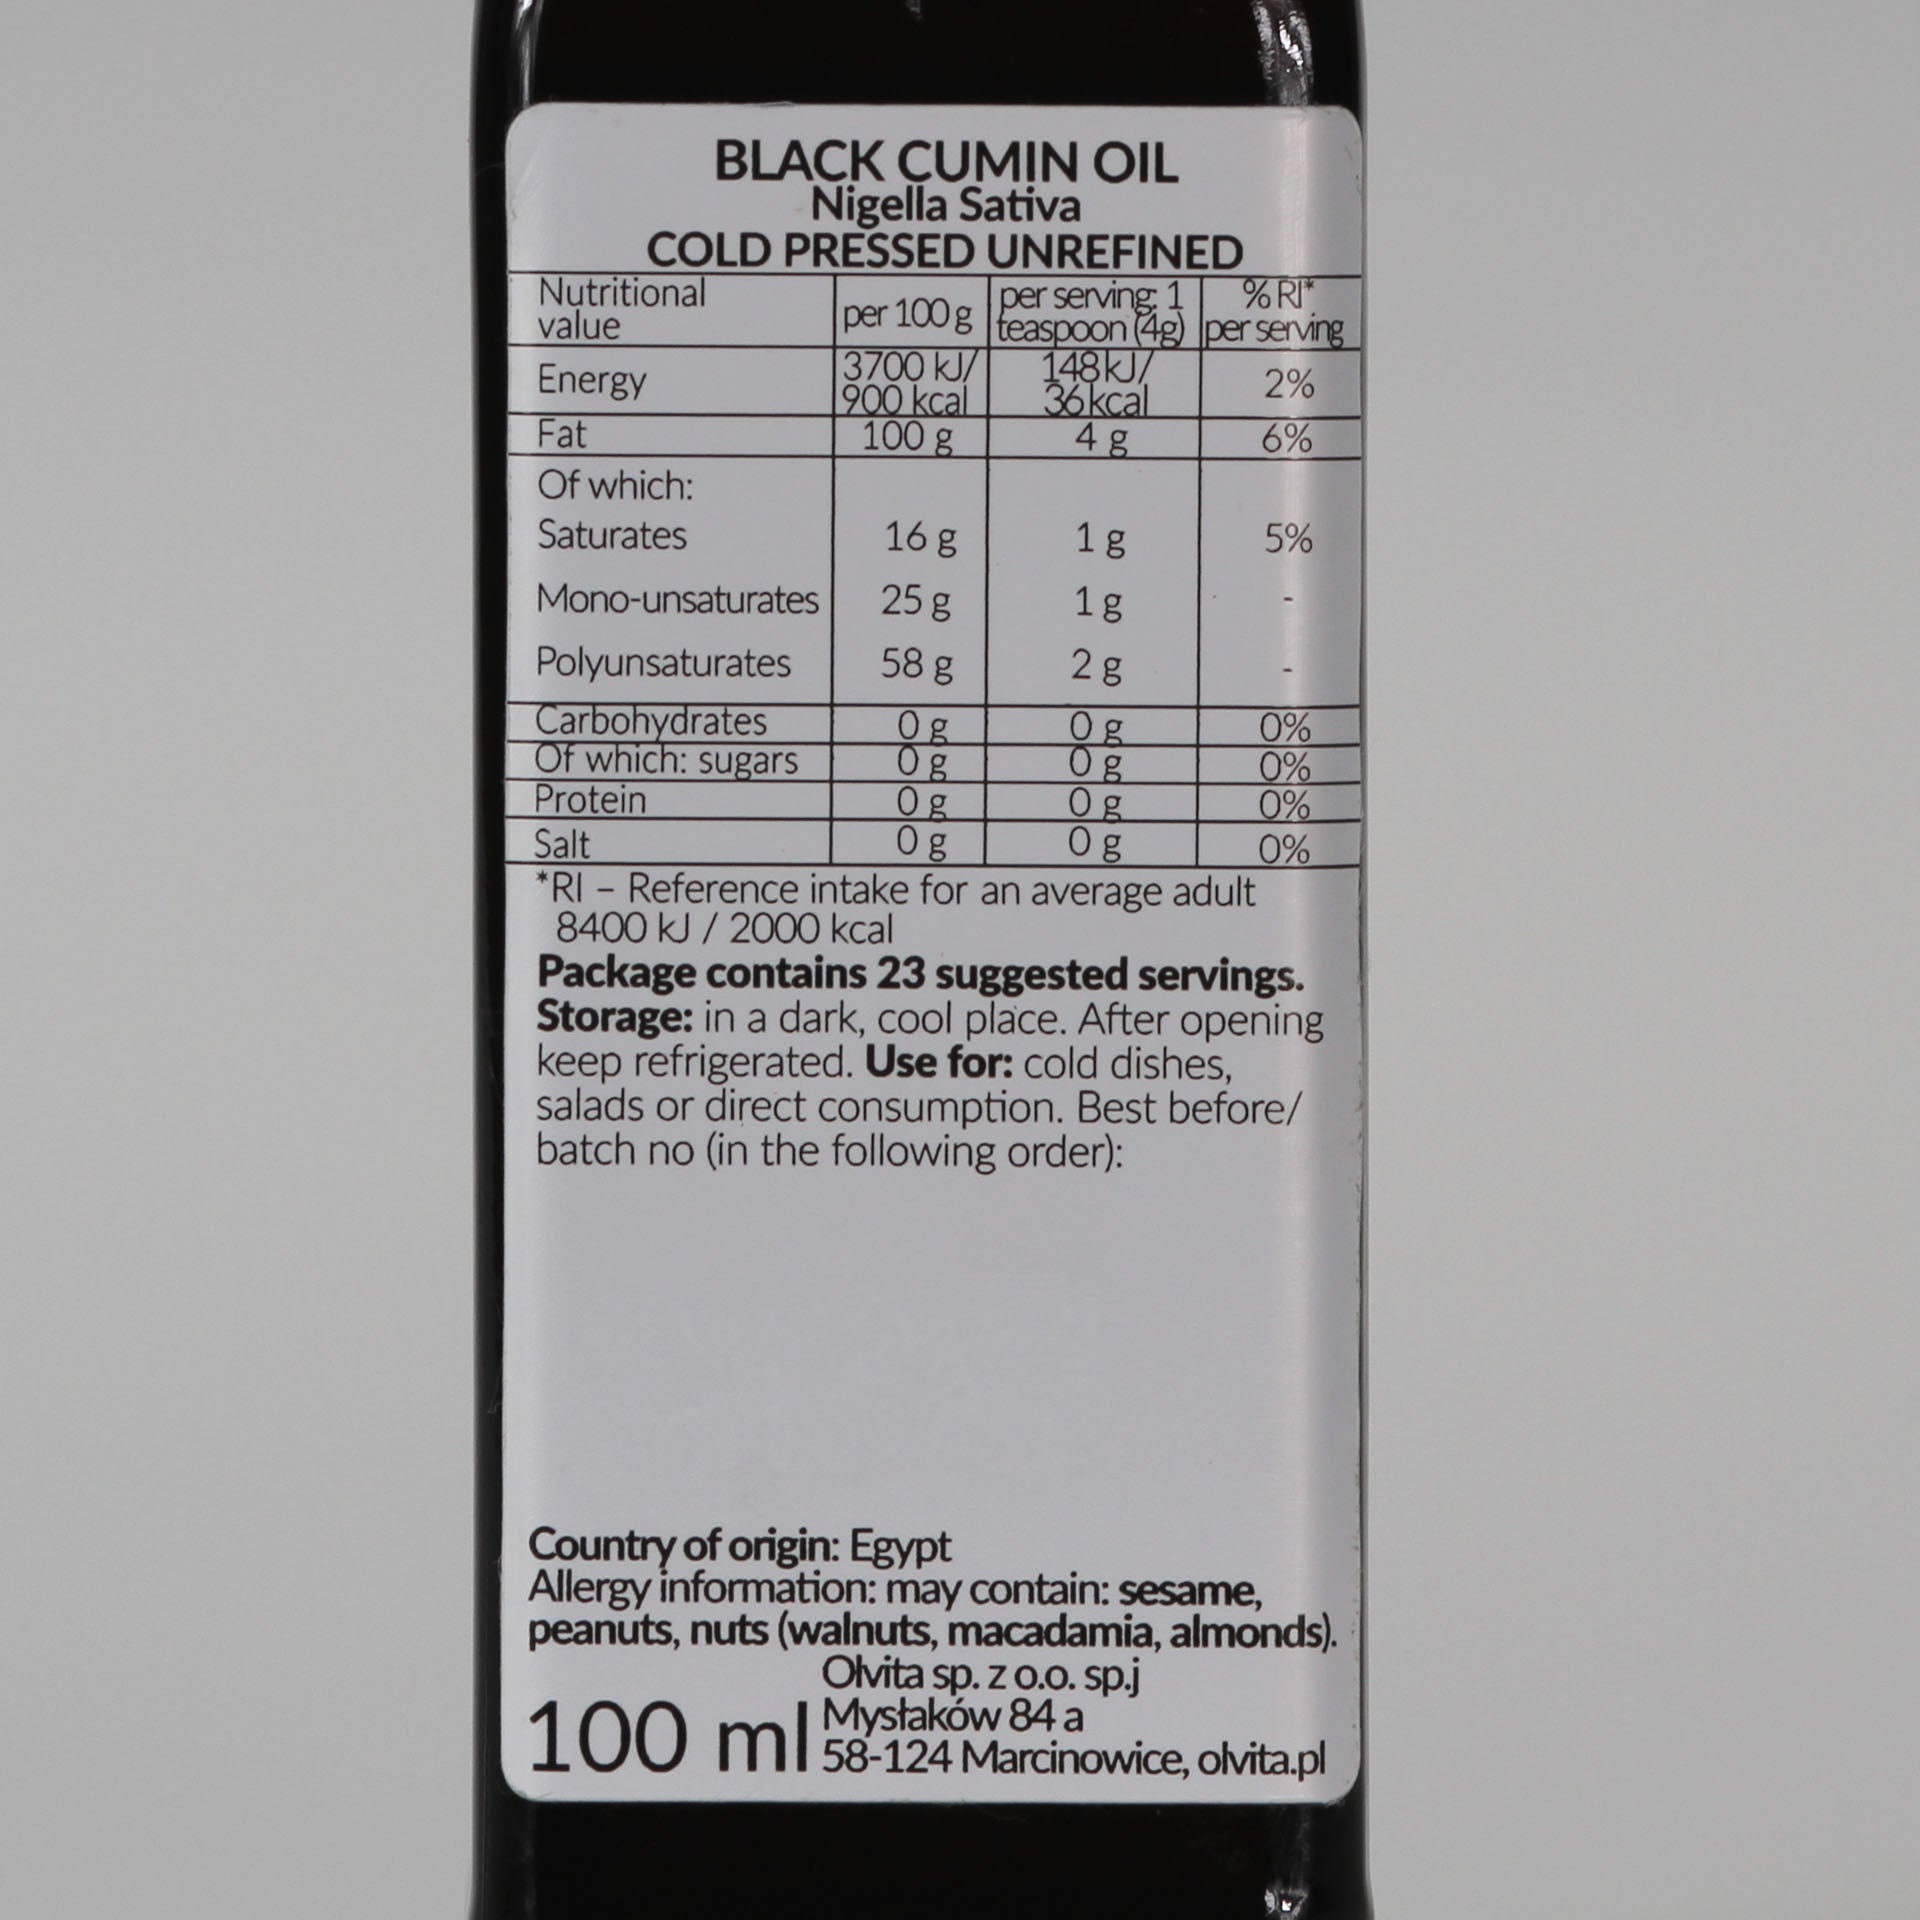 BLACK CUMIN OIL
Nigella Sativa
COLD PRESSED UNREFINED
Nutritional value per 100 g per serving: 1 teaspoon (4g) % RI* per serving
Energy 3700 kJ/ 900 kcal 148 kJ/ 36 kcal 2%
Fat 100 g 4 g 6%
Of which:
Saturates 16 g 1 g 5%
Mono-unsaturates 25 g 1 g -
Polyunsaturates 58 g 2 g -
Carbohydrates 0 g 0 g 0%
Of which: sugars 0 g 0 g 0%
Protein 0 g 0 g 0%
Salt 0 g 0 g 0%
*RI – Reference intake for an average adult
8400 kJ / 2000 kcal
Package contains 23 suggested servings.
Storage: in a dark, cool place. After opening
keep refrigerated. Use for: cold dishes,
salads or direct consumption. Best before/
batch no (in the following order):
Country of origin: Egypt
Allergy information: may contain: sesame,
peanuts, nuts (walnuts, macadamia, almonds).
Olvita sp. z o.o. sp.j
100 ml Mysłaków 84 a
58-124 Marcinowice, olvita.pl